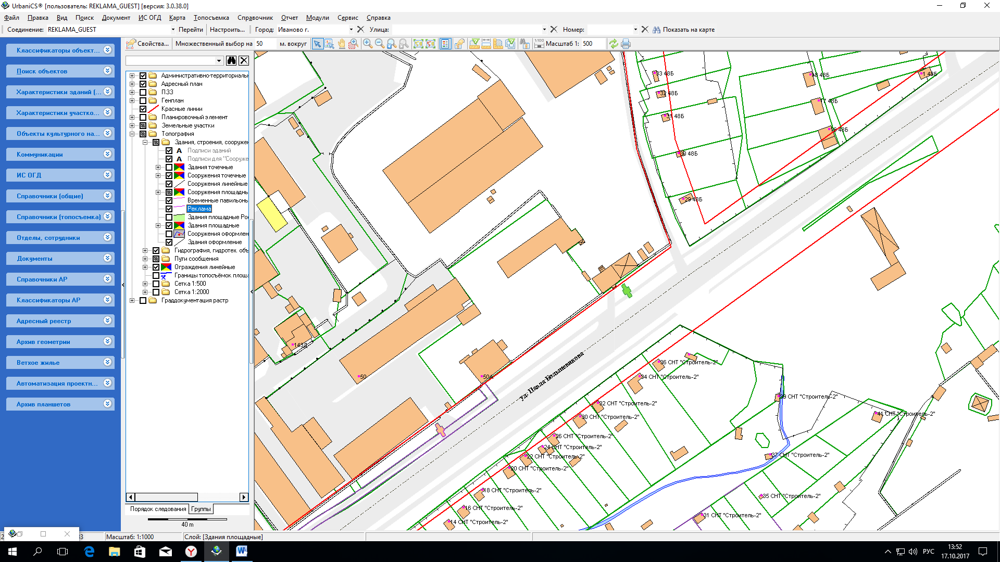 UrbaniCS® [пользователь: REKLAMA_GUEST] [версия: 3.0.38.0]
Файл Правка Вид Поиск Документ ИС ОГД Карта Топосъемка Справочник Отчет Модули Сервис Справка
Соединение: REKLAMA_GUEST Перейти Настроить... Город: Иваново г. Улица: Номер: Показать на карте
Свойства... Множественный выбор на 50 м. вокруг 1:100 Масштаб 1: 500
Классификаторы объект...
Поиск объектов
Характеристики зданий (...
Характеристики участко...
Объекты культурного на...
Коммуникации
ИС ОГД
Справочники (общие)
Справочники (топосъемка)
Отделы, сотрудники
Документы
Справочники АР
Классификаторы АР
Адресный реестр
Архив геометрии
Ветхое жилье
Автоматизация проектн...
Архив планшетов
Административно-территориаль
Адресный план
ПЗЗ
Генплан
Красные линии
Планировочный элемент
Земельные участки
Топография
Здания, строения, сооружен
Подписи зданий
Подписи для "Сооруже
Здания точечные
Сооружения точечные
Сооружения линейные
Сооружения площадн
Временные павильоны
Реклама
Здания площадные Рос
Здания площадные
Сооружения оформлен
Здания оформление
Гидрография, гидротех. объ
Пути сообщения
Ограждения линейные
Границы топосъёмок площа
Сетка 1:500
Сетка 1:2000
Граддокументация растр
Порядок следования Группы
40 m
33 48Б
32 48Б
31 48Б
30 48Б
29 48Б
18 48Б
17 48Б
16 48Б
1 48Б
143Д
50
50А
ул. Павла Большевикова
36 СНТ "Строитель-2"
34 СНТ "Строитель-2"
32 СНТ "Строитель-2"
30 СНТ "Строитель-2"
26 СНТ "Строитель-2"
24 СНТ "Строитель-2"
22 СНТ "Строитель-2"
20 СНТ "Строитель-2"
18 СНТ "Строитель-2"
16 СНТ "Строитель-2"
14 СНТ "Строитель-2"
39 СНТ "Строитель-2"
41 СНТ "Строитель-2"
37 СНТ "Строитель-2"
35 СНТ "Строитель-2"
31 СНТ "Строитель-2"
Масштаб: 1:1000 Слой: [Здания площадные]
РУС
13:52
17.10.2017